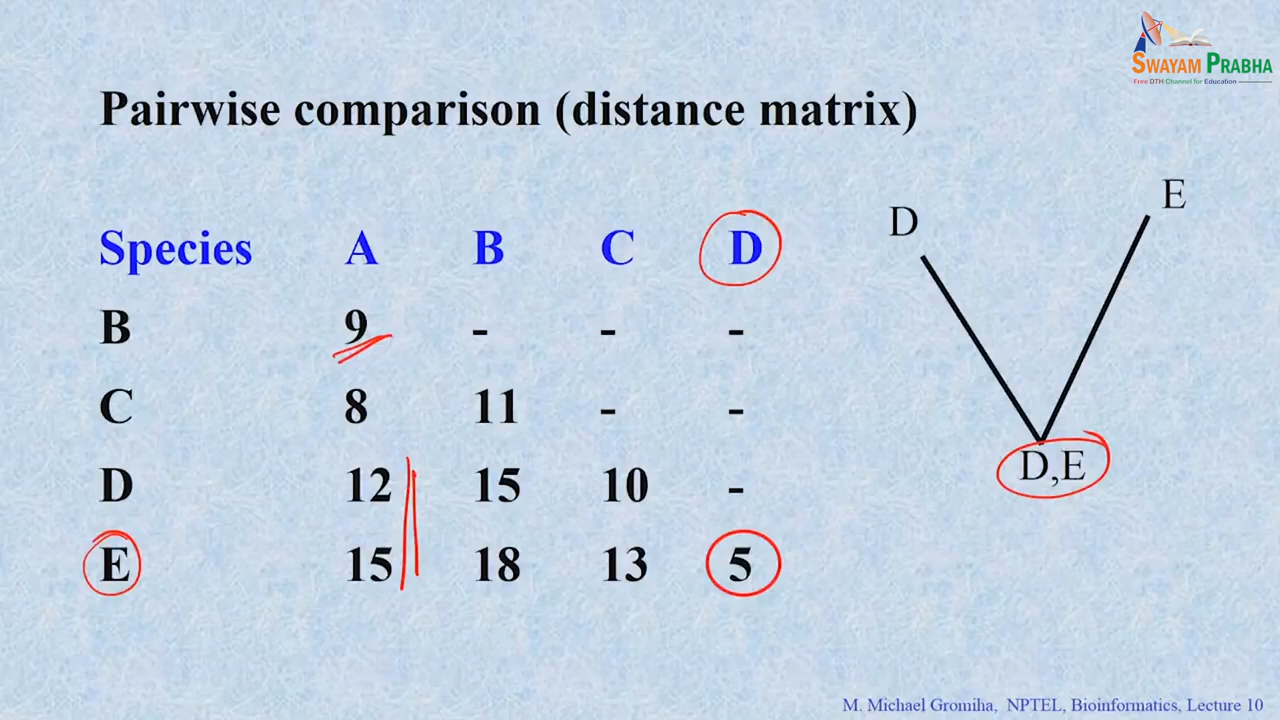 SWAYAM PRABHA
Free DTH Channel for Education
Pairwise comparison (distance matrix)
Species A B C D
B 9 - - -
C 8 11 - -
D 12 15 10 -
E 15 18 13 5
D
E
D,E
M. Michael Gromiha, NPTEL, Bioinformatics, Lecture 10